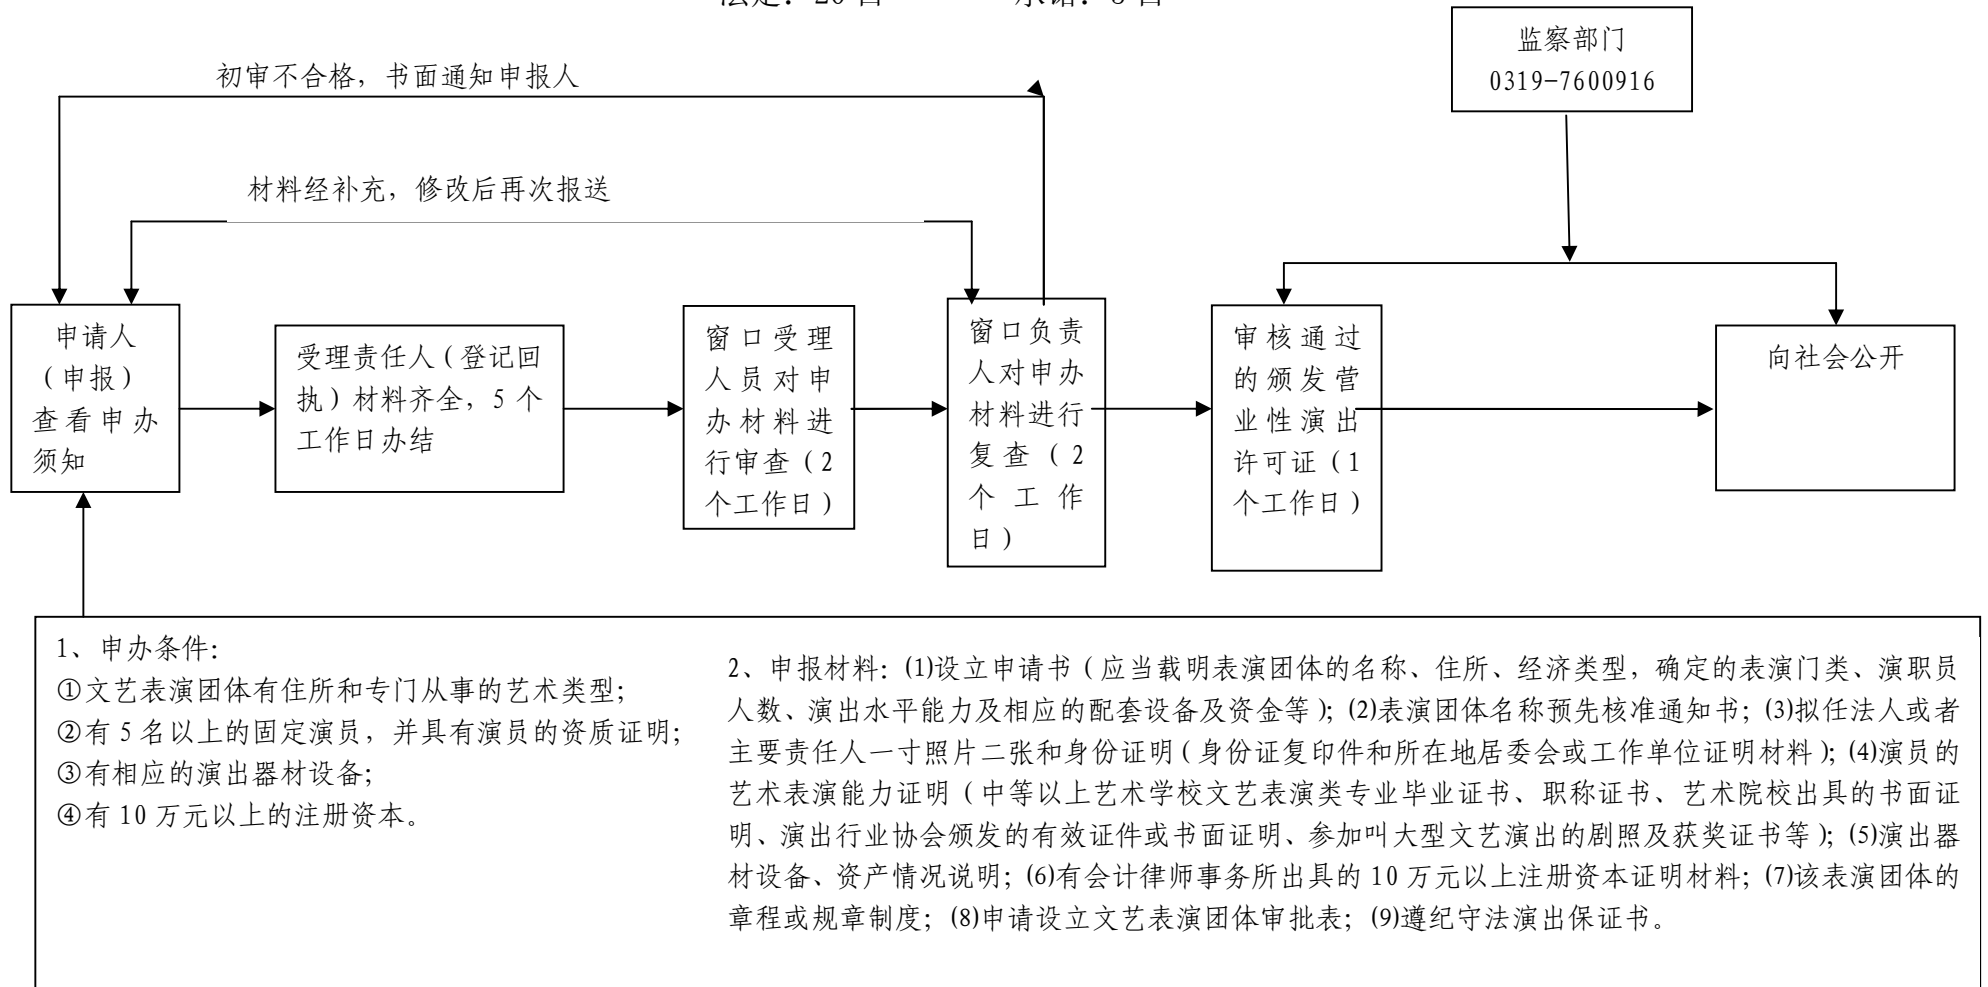 法定：20 日 承诺：5 日
监察部门
0319-7600916
初审不合格，书面通知申报人
材料经补充，修改后再次报送
申请人
（申报）
查看申办
须知
受理责任人（登记回
执）材料齐全，5 个
工作日办结
窗口受理
人员对申
办材料进
行审查（2
个工作日）
窗口负责
人对申办
材料进行
复查（2
个工作
日）
审核通过
的颁发营
业性演出
许可证（1
个工作日）
向社会公开
1、申办条件：
①文艺表演团体有住所和专门从事的艺术类型；
②有 5 名以上的固定演员，并具有演员的资质证明；
③有相应的演出器材设备；
④有 10 万元以上的注册资本。
2、申报材料：(1)设立申请书（应当载明表演团体的名称、住所、经济类型，确定的表演门类、演职员
人数、演出水平能力及相应的配套设备及资金等）；(2)表演团体名称预先核准通知书；(3)拟任法人或者
主要责任人一寸照片二张和身份证明（身份证复印件和所在地居委会或工作单位证明材料）；(4)演员的
艺术表演能力证明（中等以上艺术学校文艺表演类专业毕业证书、职称证书、艺术院校出具的书面证
明、演出行业协会颁发的有效证件或书面证明、参加叫大型文艺演出的剧照及获奖证书等）；(5)演出器
材设备、资产情况说明；(6)有会计律师事务所出具的 10 万元以上注册资本证明材料；(7)该表演团体的
章程或规章制度；(8)申请设立文艺表演团体审批表；(9)遵纪守法演出保证书。